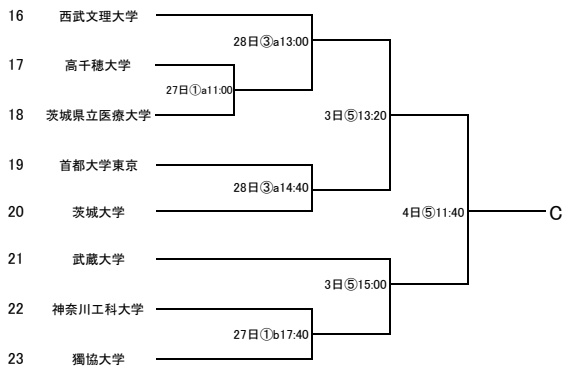 16 西武文理大学
28日③a13:00
17 高千穂大学
27日①a11:00
18 茨城県立医療大学
3日⑤13:20
19 首都大学東京
28日③a14:40
20 茨城大学
4日⑤11:40
C
21 武蔵大学
3日⑤15:00
22 神奈川工科大学
27日①b17:40
23 獨協大学